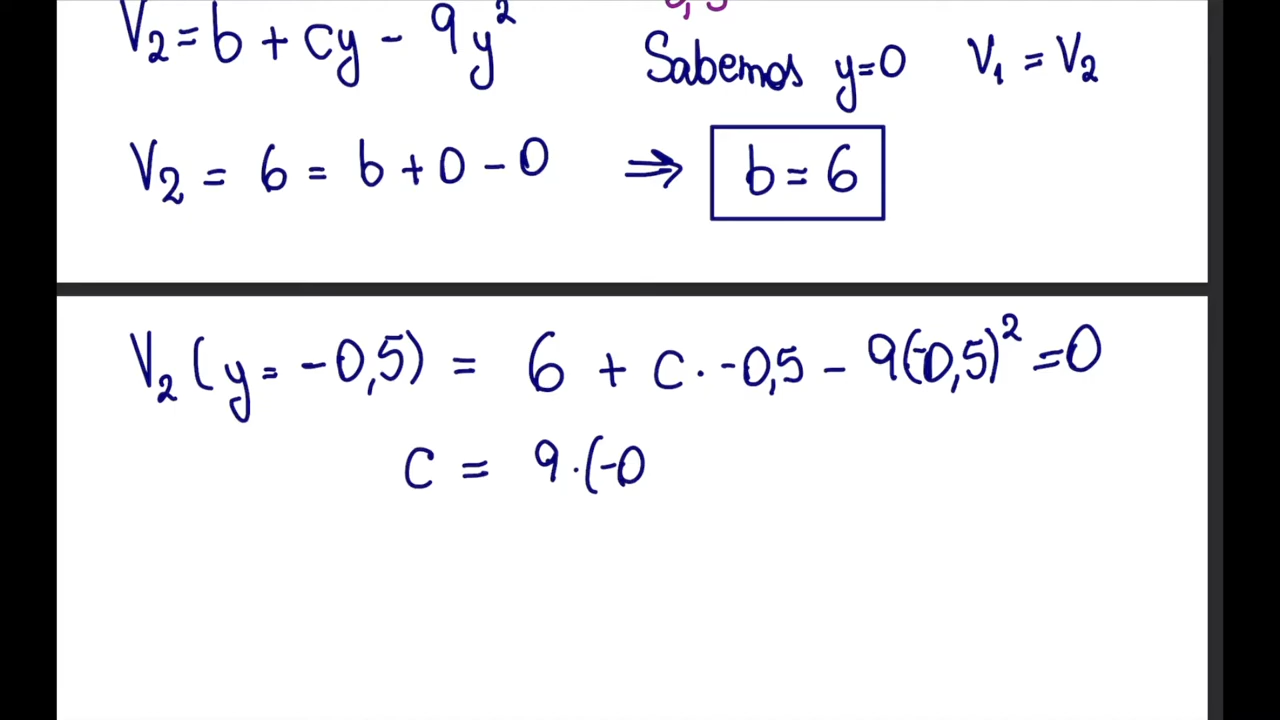 V₂ = b + cy - 9y²
Sabemos y=0 V₁ = V₂
V₂ = 6 = b + 0 - 0 ⇒ b = 6
V₂ (y = -0,5) = 6 + c · -0,5 - 9(-0,5)² = 0
c = 9 · (-0